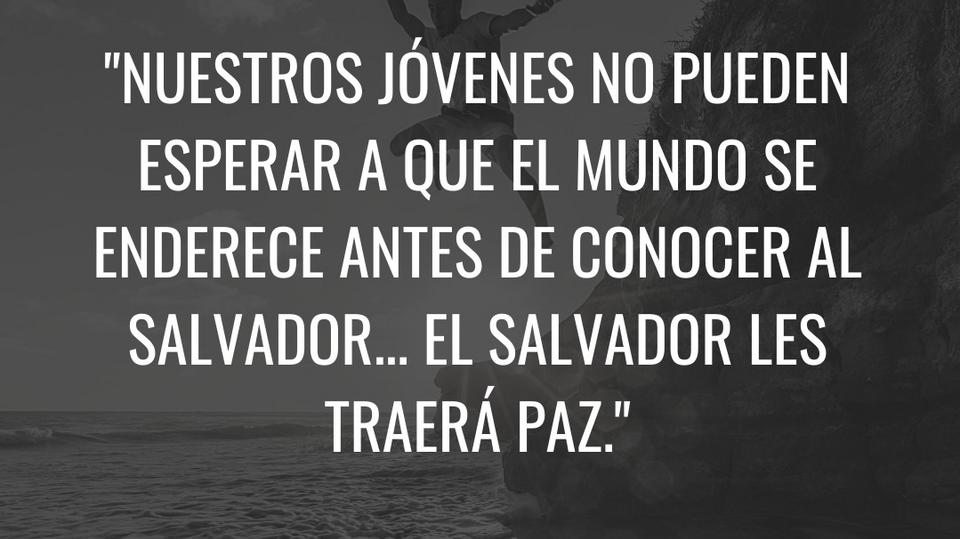 "NUESTROS JÓVENES NO PUEDEN
ESPERAR A QUE EL MUNDO SE
ENDERECE ANTES DE CONOCER AL
SALVADOR... EL SALVADOR LES
TRAERÁ PAZ."